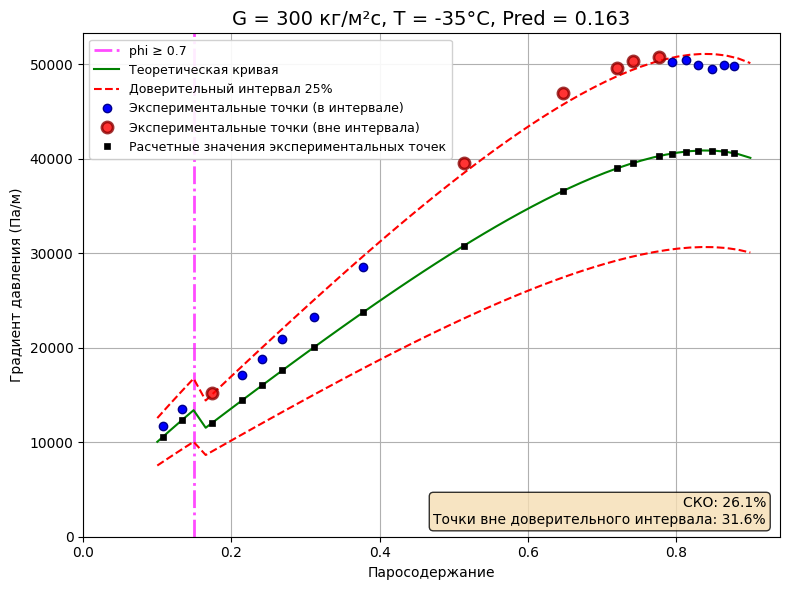 G = 300 кг/м²с, T = -35°C, Pred = 0.163
phi ≥ 0.7
Теоретическая кривая
Доверительный интервал 25%
Экспериментальные точки (в интервале)
Экспериментальные точки (вне интервала)
Расчетные значения экспериментальных точек
Градиент давления (Па/м)
50000
40000
30000
20000
10000
0
СКО: 26.1%
Точки вне доверительного интервала: 31.6%
0.0 0.2 0.4 0.6 0.8
Паросодержание